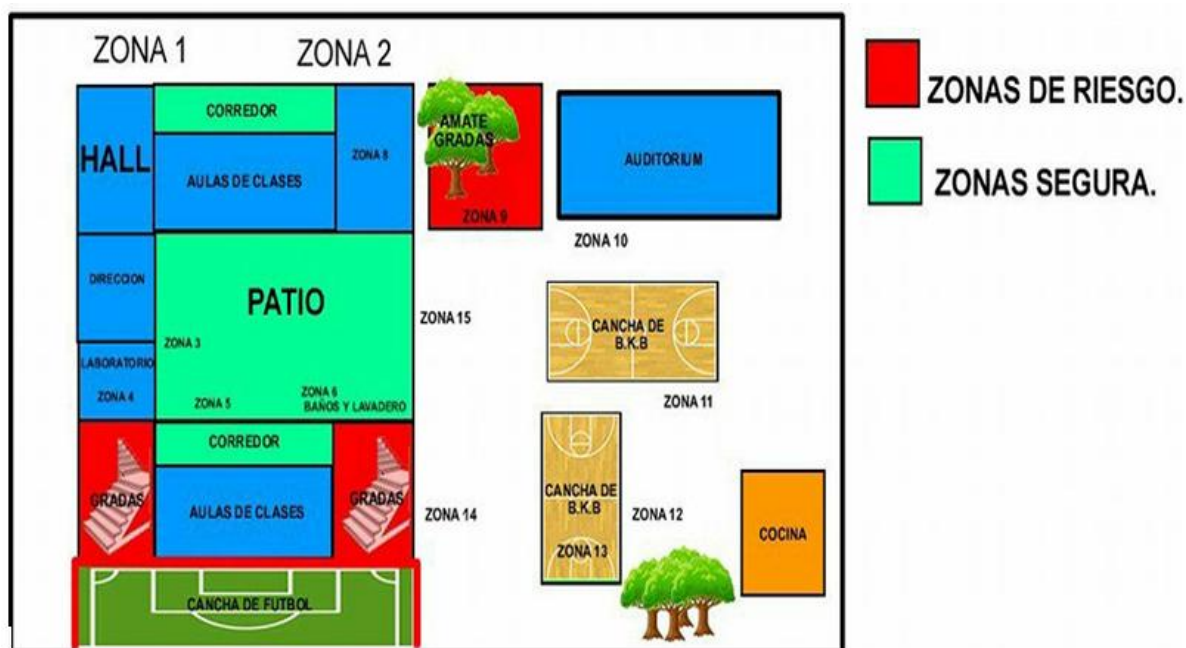 ZONA 1
ZONA 2
CORREDOR
HALL
AULAS DE CLASES
ZONA 8
AMATE
GRADAS
ZONA 9
AUDITORIUM
ZONA 10
ZONAS DE RIESGO.
ZONAS SEGURA.
DIRECCION
PATIO
ZONA 3
LABORATORIO
ZONA 4
ZONA 5
ZONA 6
BAÑOS Y LAVADERO
ZONA 15
CANCHA DE
B.K.B
ZONA 11
CORREDOR
GRADAS
AULAS DE CLASES
GRADAS
ZONA 14
CANCHA DE
B.K.B
ZONA 13
ZONA 12
COCINA
CANCHA DE FUTBOL